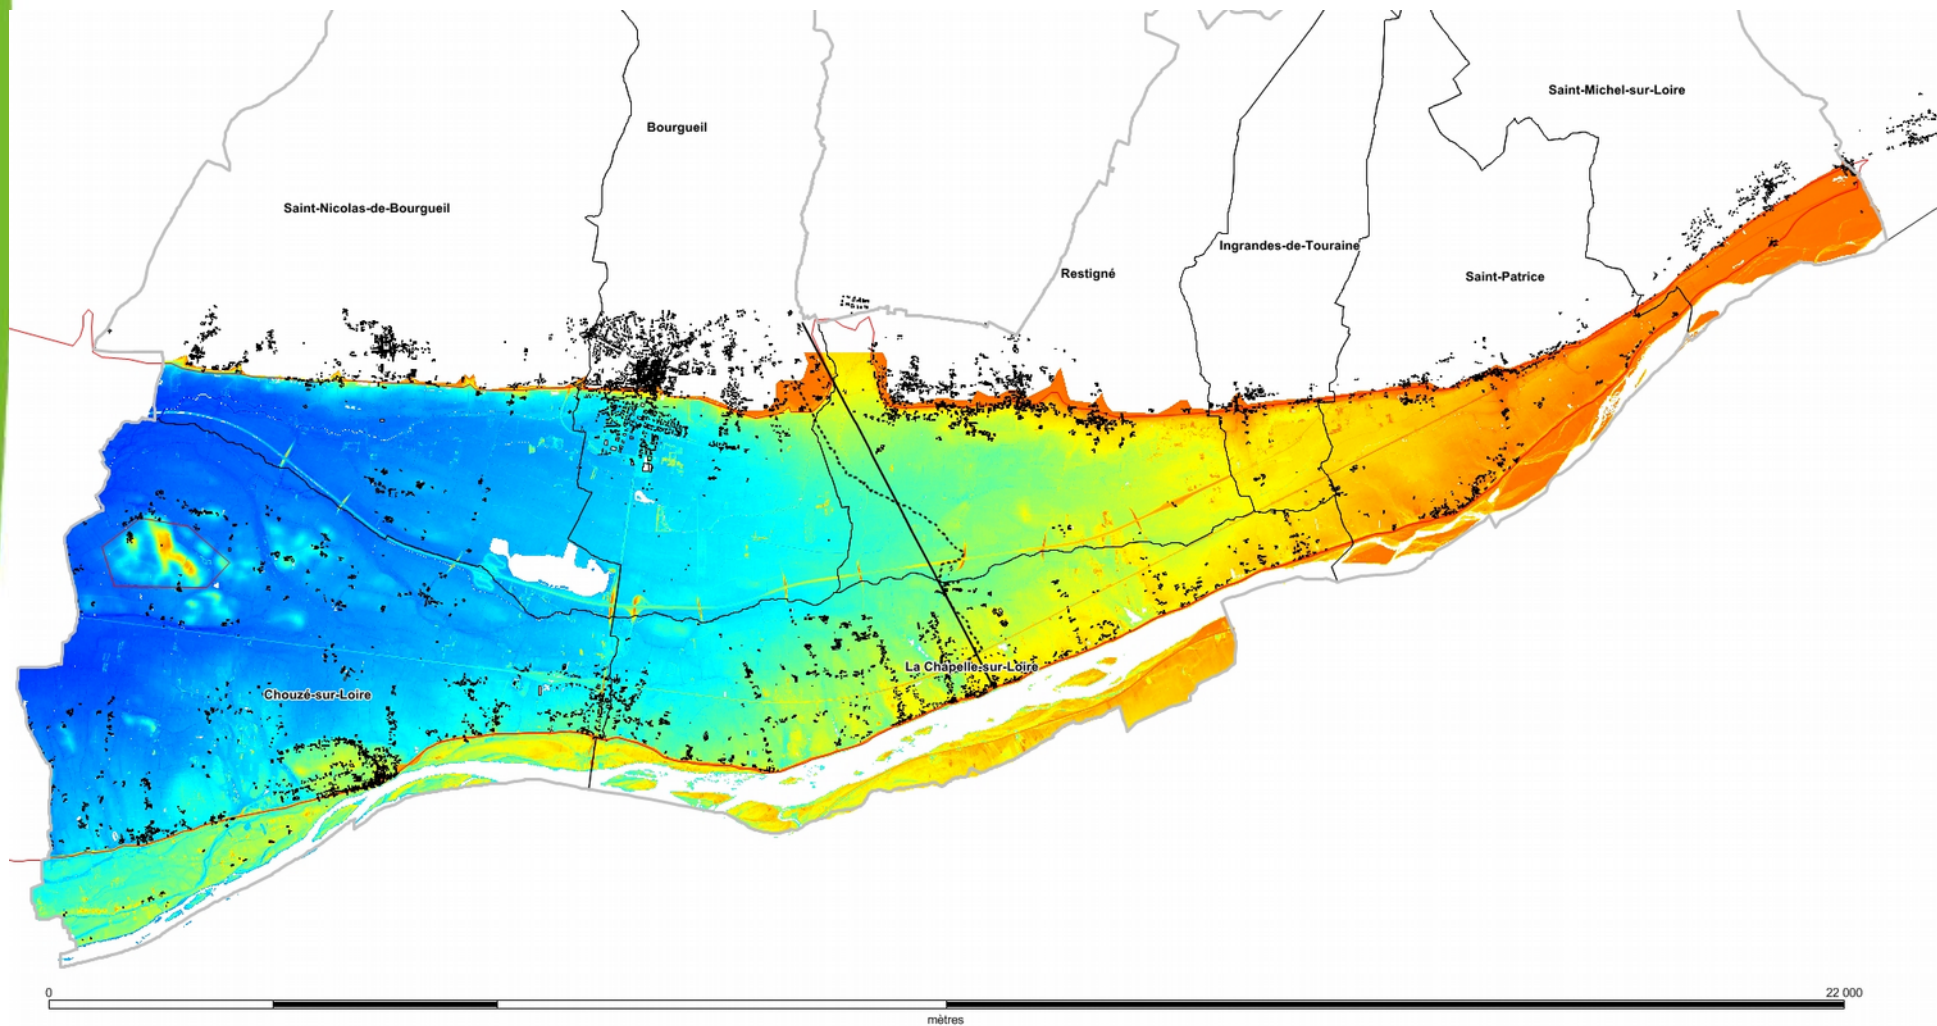 Saint-Michel-sur-Loire
Bourgueil
Saint-Nicolas-de-Bourgueil
Ingrandes-de-Touraine
Restigné
Saint-Patrice
La Chapelle-sur-Loire
Chouzé-sur-Loire
0
22 000
mètres